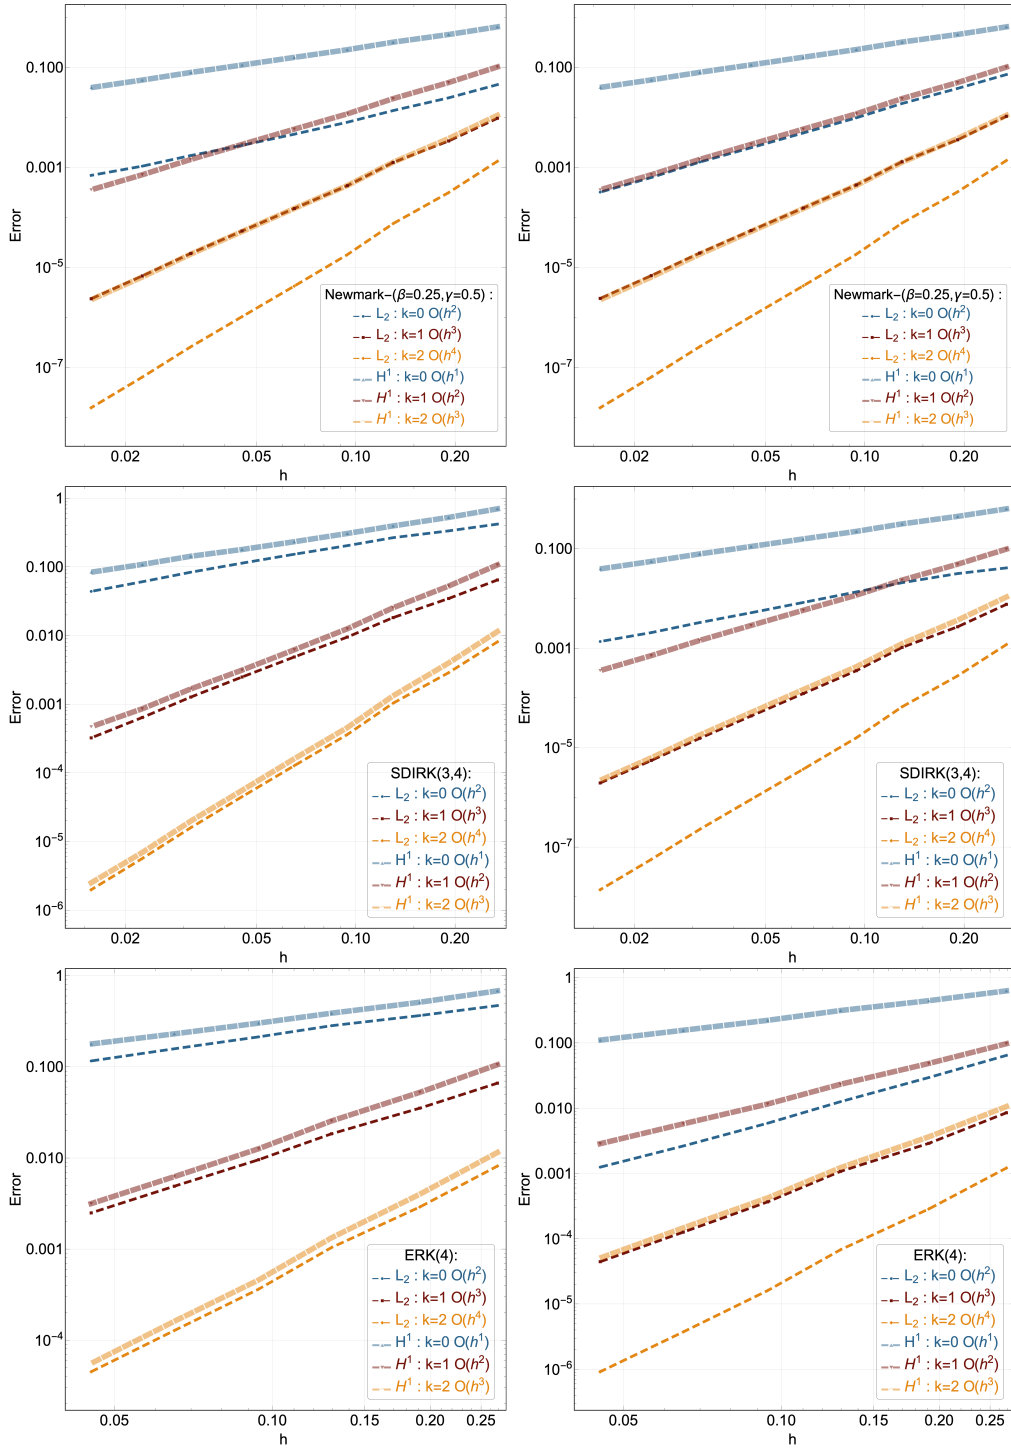 0.100
0.001
10⁻⁵
10⁻⁷
Error
Newmark-(β=0.25,γ=0.5) :
L₂ : k=0 O(h²)
L₂ : k=1 O(h³)
L₂ : k=2 O(h⁴)
H¹ : k=0 O(h¹)
H¹ : k=1 O(h²)
H¹ : k=2 O(h³)
0.02 0.05 0.10 0.20
h
0.100
0.001
10⁻⁵
10⁻⁷
Error
Newmark-(β=0.25,γ=0.5) :
L₂ : k=0 O(h²)
L₂ : k=1 O(h³)
L₂ : k=2 O(h⁴)
H¹ : k=0 O(h¹)
H¹ : k=1 O(h²)
H¹ : k=2 O(h³)
0.02 0.05 0.10 0.20
h
1
0.100
0.010
0.001
10⁻⁴
10⁻⁵
10⁻⁶
Error
SDIRK(3,4):
L₂ : k=0 O(h²)
L₂ : k=1 O(h³)
L₂ : k=2 O(h⁴)
H¹ : k=0 O(h¹)
H¹ : k=1 O(h²)
H¹ : k=2 O(h³)
0.02 0.05 0.10 0.20
h
0.100
0.001
10⁻⁵
10⁻⁷
Error
SDIRK(3,4):
L₂ : k=0 O(h²)
L₂ : k=1 O(h³)
L₂ : k=2 O(h⁴)
H¹ : k=0 O(h¹)
H¹ : k=1 O(h²)
H¹ : k=2 O(h³)
0.02 0.05 0.10 0.20
h
1
0.100
0.010
0.001
10⁻⁴
Error
ERK(4):
L₂ : k=0 O(h²)
L₂ : k=1 O(h³)
L₂ : k=2 O(h⁴)
H¹ : k=0 O(h¹)
H¹ : k=1 O(h²)
H¹ : k=2 O(h³)
0.05 0.10 0.15 0.20 0.25
h
1
0.100
0.010
0.001
10⁻⁴
10⁻⁵
10⁻⁶
Error
ERK(4):
L₂ : k=0 O(h²)
L₂ : k=1 O(h³)
L₂ : k=2 O(h⁴)
H¹ : k=0 O(h¹)
H¹ : k=1 O(h²)
H¹ : k=2 O(h³)
0.05 0.10 0.15 0.20 0.25
h